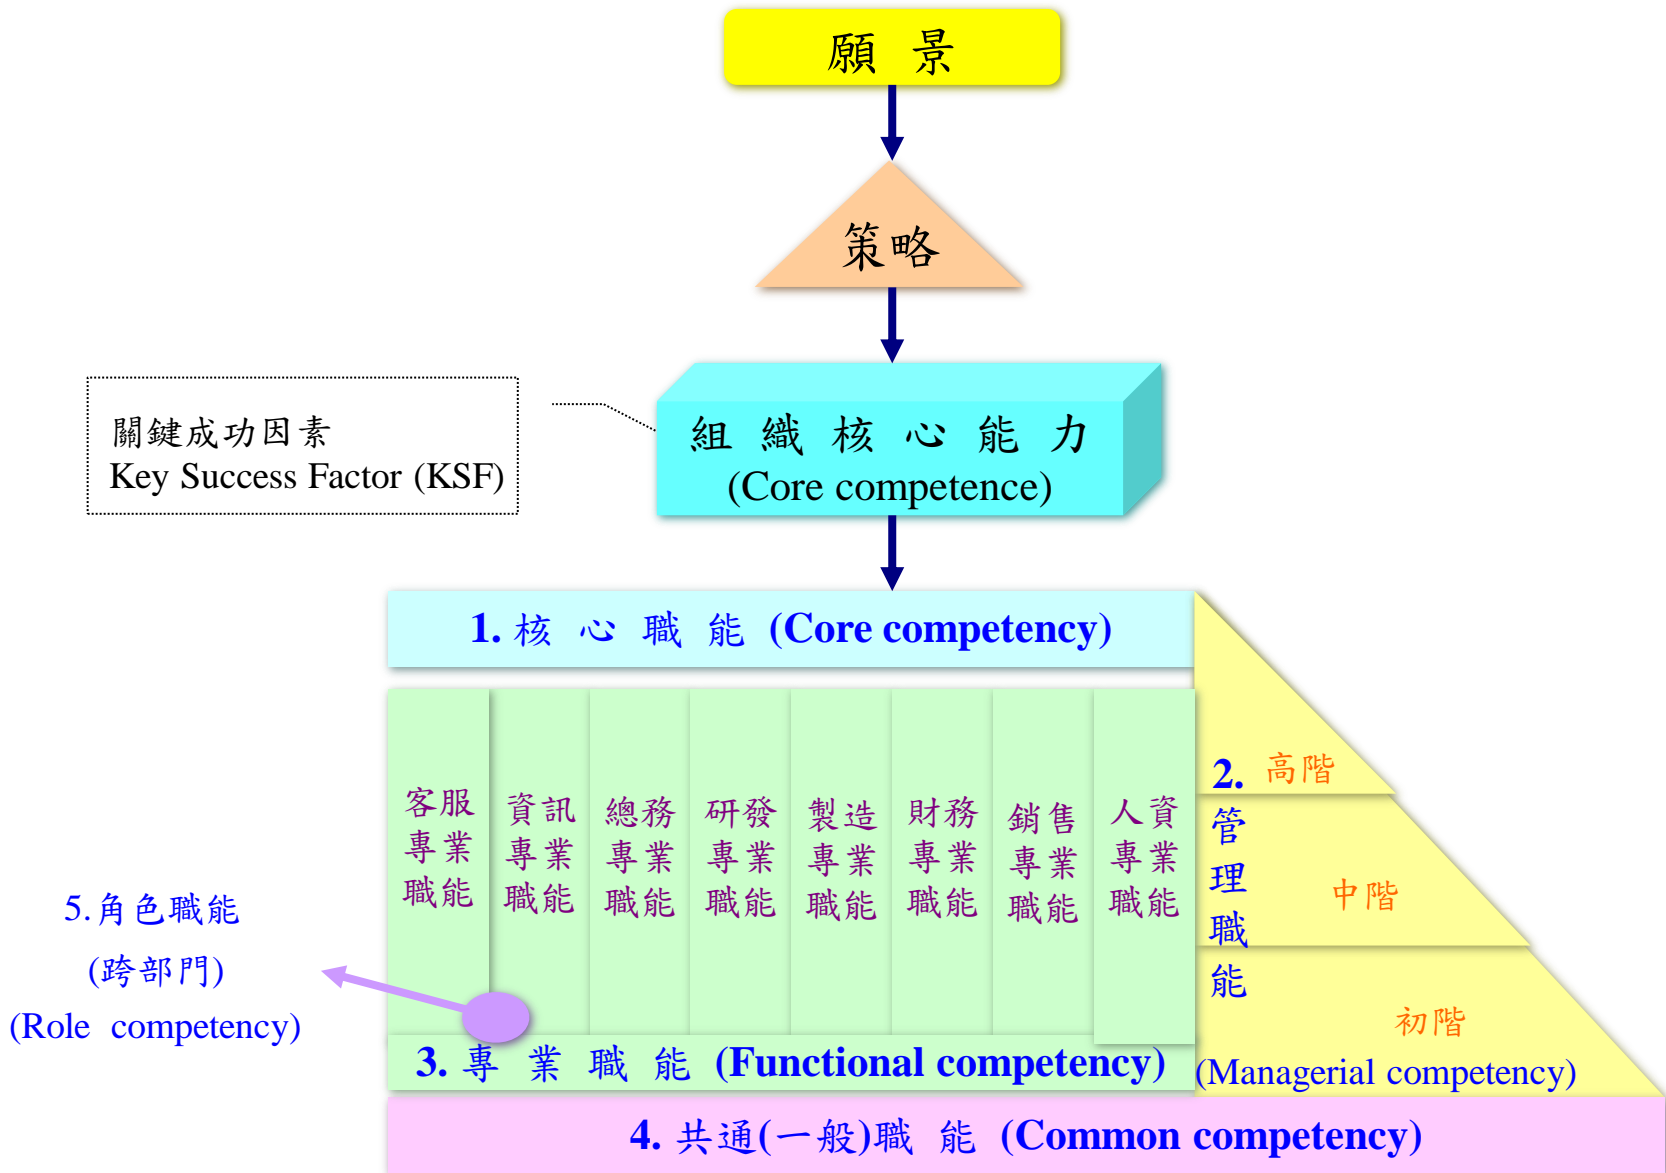 願 景
策略
關鍵成功因素
Key Success Factor (KSF)
組 織 核 心 能 力
(Core competence)
1. 核 心 職 能 (Core competency)
客服
專業
職能
資訊
專業
職能
總務
專業
職能
研發
專業
職能
製造
專業
職能
財務
專業
職能
銷售
專業
職能
人資
專業
職能
2.
管
理
職
能
高階
中階
初階
(Managerial competency)
5.角色職能
(跨部門)
(Role competency)
3. 專 業 職 能 (Functional competency)
4. 共通(一般)職 能 (Common competency)